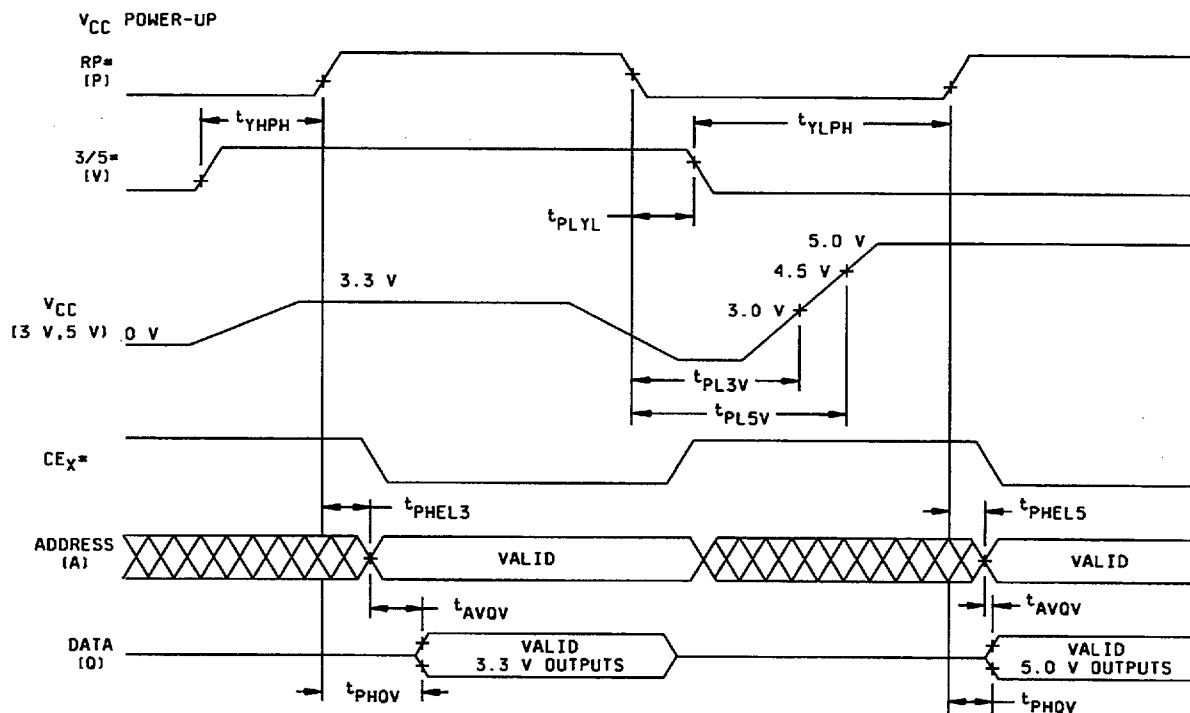 VCC POWER-UP
RP*
[P]
tYHPH
tYLPH
3/5*
[V]
tPLYL
5.0 V
4.5 V
3.3 V
3.0 V
VCC
[3 V,5 V] 0 V
tPL3V
tPL5V
CEX*
tPHEL3
tPHEL5
ADDRESS
[A]
VALID
VALID
tAVQV
tAVQV
DATA
[Q]
VALID
3.3 V OUTPUTS
VALID
5.0 V OUTPUTS
tPHQV
tPHQV